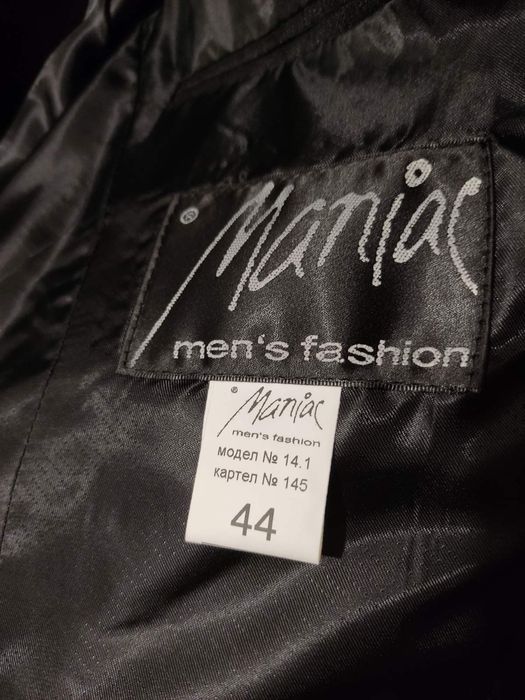 ® Maniac
men's fashion
® Maniac
men's fashion
модел № 14.1
картел № 145
44